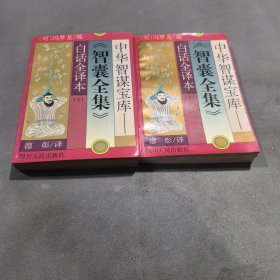 〔明〕冯梦龙/编
中华智谋宝库——
《智囊全集》
白话全译本
(上)
德 彰/译
四川人民出版社
〔明〕冯梦龙/编
中华智谋宝库——
《智囊全集》
白话全译本
德 彰/译
四川人民出版社